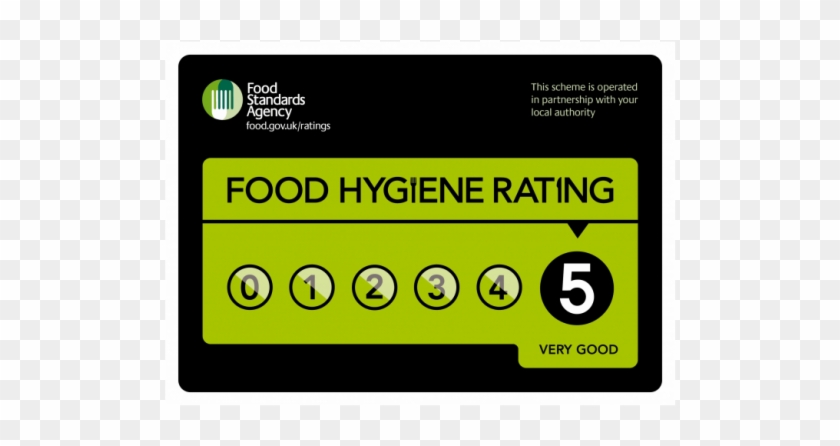 Food
Standards
Agency
food.gov.uk/ratings
This scheme is operated
in partnership with your
local authority
FOOD HYGIENE RATING
0 1 2 3 4 5
VERY GOOD